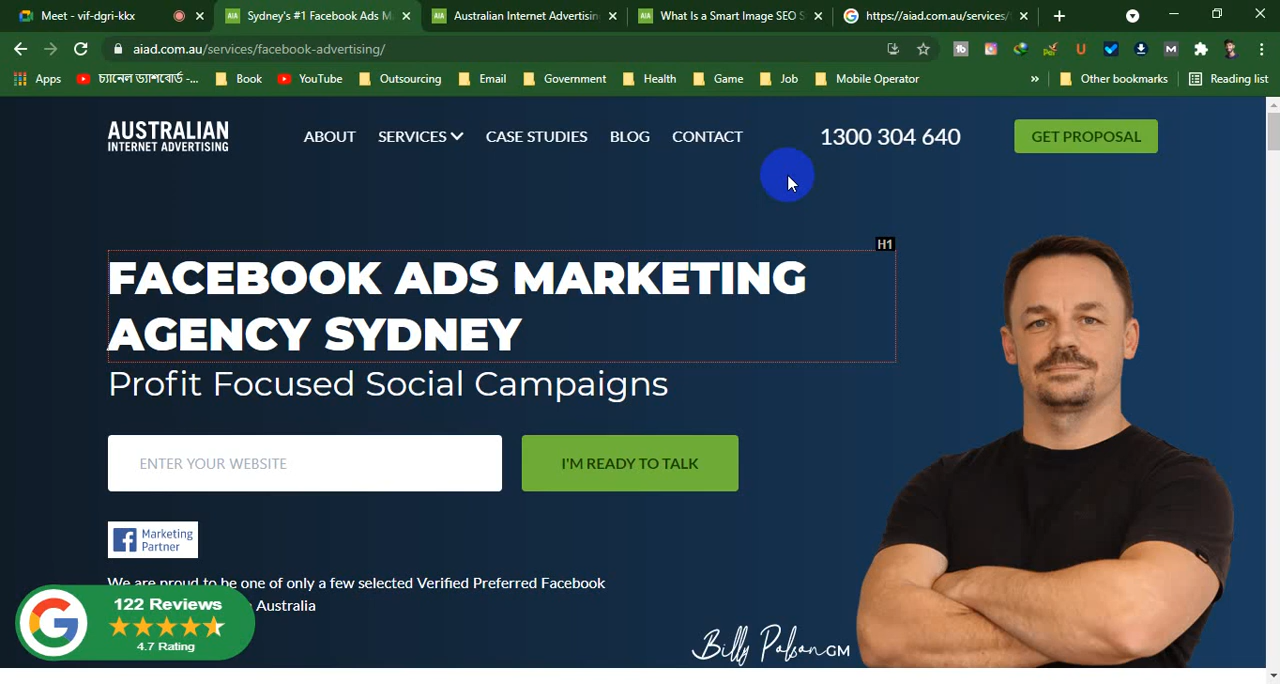 Meet - vif-dgri-kkx
Sydney's #1 Facebook Ads M
Australian Internet Advertising
What Is a Smart Image SEO S
https://aiad.com.au/services/
aiad.com.au/services/facebook-advertising/
Apps
চ্যানেল ড্যাশবোর্ড -...
Book
YouTube
Outsourcing
Email
Government
Health
Game
Job
Mobile Operator
»
Other bookmarks
Reading list
AUSTRALIAN
INTERNET ADVERTISING
ABOUT
SERVICES
CASE STUDIES
BLOG
CONTACT
1300 304 640
GET PROPOSAL
H1
FACEBOOK ADS MARKETING
AGENCY SYDNEY
Profit Focused Social Campaigns
ENTER YOUR WEBSITE
I'M READY TO TALK
Marketing
Partner
We are proud to be one of only a few selected Verified Preferred Facebook
Australia
122 Reviews
4.7 Rating
Billy Polson GM